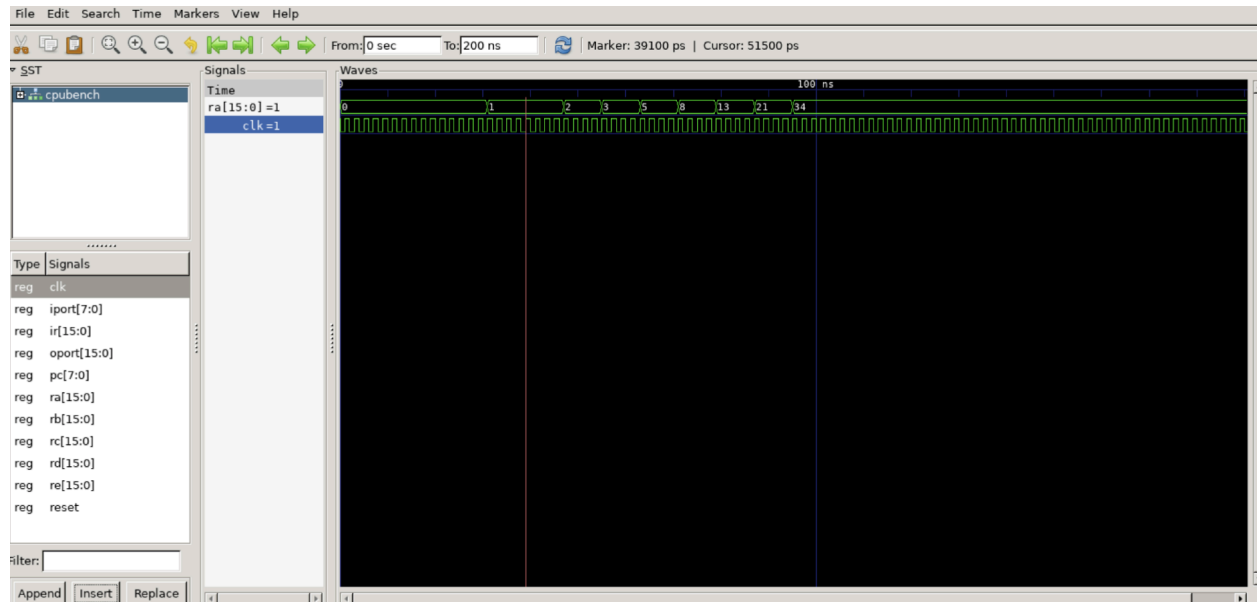 File Edit Search Time Markers View Help
From: 0 sec To: 200 ns Marker: 39100 ps | Cursor: 51500 ps
SST
cpubench
Type Signals
reg clk
reg iport[7:0]
reg ir[15:0]
reg oport[15:0]
reg pc[7:0]
reg ra[15:0]
reg rb[15:0]
reg rc[15:0]
reg rd[15:0]
reg re[15:0]
reg reset
Filter:
Append Insert Replace
Signals
Time
ra[15:0]=1
clk=1
Waves
0 100 ns
0 1 2 3 5 8 13 21 34